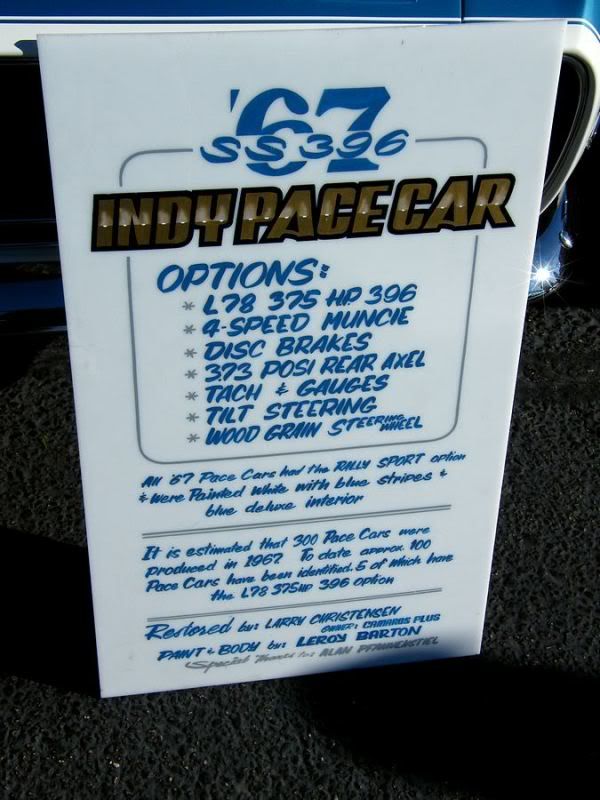 '67
SS 396
INDY PACE CAR
OPTIONS:
* L78 375 HP 396
* 4-SPEED MUNCIE
* DISC BRAKES
* 3.73 POSI REAR AXEL
* TACH & GAUGES
* TILT STEERING
* WOOD GRAIN STEERING WHEEL
All '67 Pace Cars had the RALLY SPORT option
& Were Painted White with blue stripes &
blue deluxe interior
It is estimated that 300 Pace Cars were
produced in 1967 To date approx. 100
Pace Cars have been identified. 5 of which have
the L78 375HP 396 option
Restored by: LARRY CHRISTENSEN
OWNER: CAMAROS PLUS
PAINT & BODY by: LEROY BARTON
Special Thanks to: ALAN PFANNENSTIEL